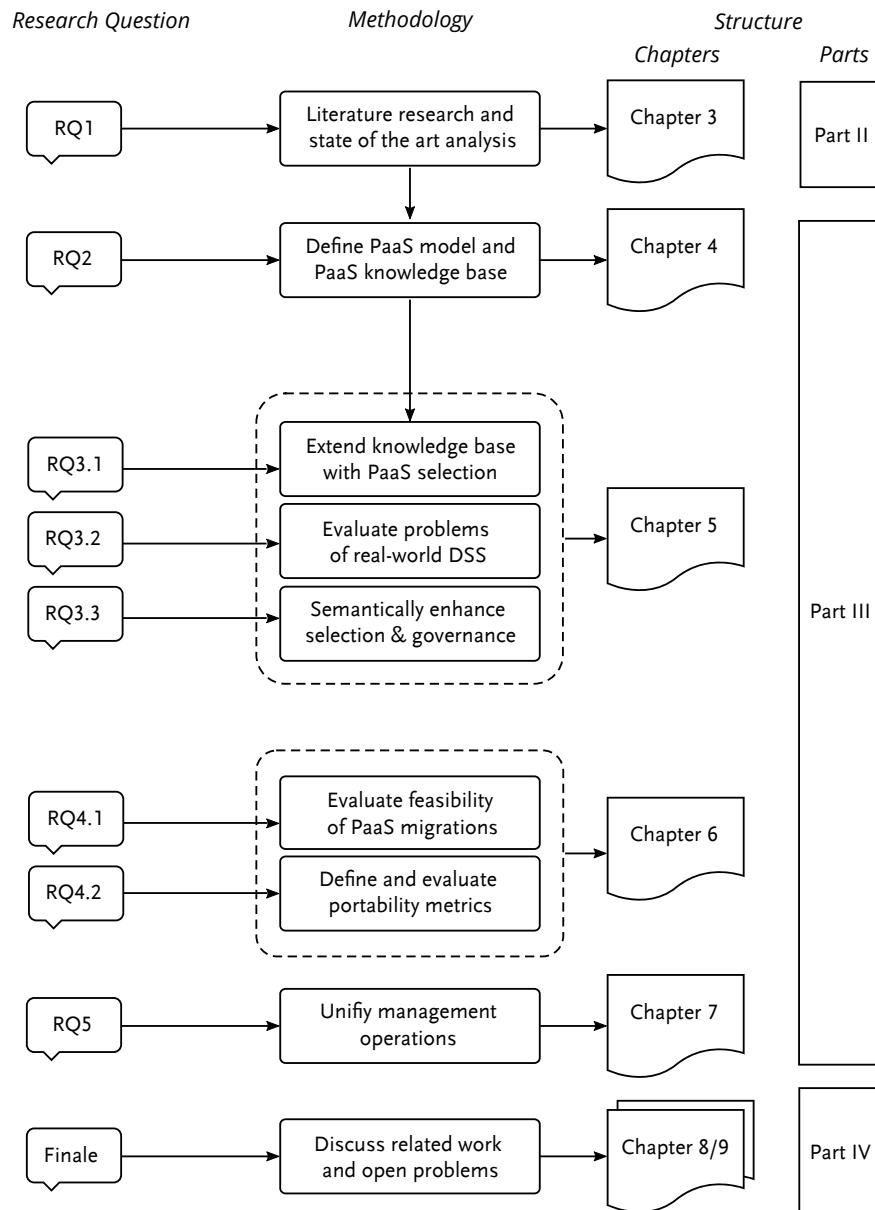 Research Question
Methodology
Structure
Chapters
Parts
RQ1
Literature research and
state of the art analysis
Chapter 3
Part II
RQ2
Define PaaS model and
PaaS knowledge base
Chapter 4
RQ3.1
Extend knowledge base
with PaaS selection
RQ3.2
Evaluate problems
of real-world DSS
Chapter 5
RQ3.3
Semantically enhance
selection & governance
Part III
RQ4.1
Evaluate feasibility
of PaaS migrations
Chapter 6
RQ4.2
Define and evaluate
portability metrics
RQ5
Unifiy management
operations
Chapter 7
Finale
Discuss related work
and open problems
Chapter 8/9
Part IV